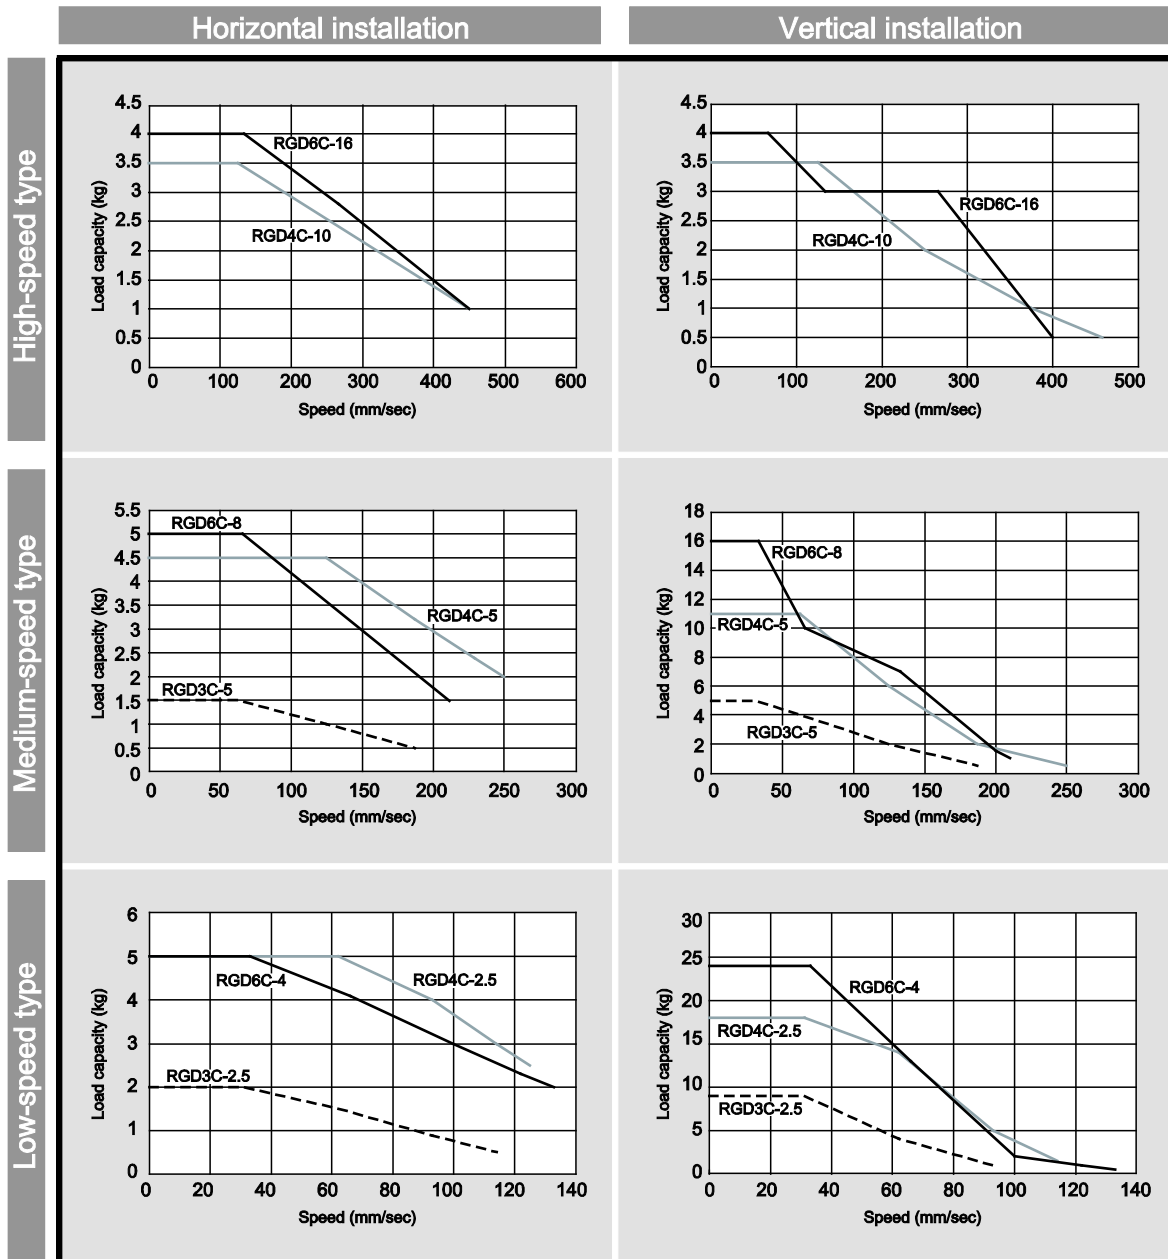 Horizontal installation
Vertical installation
High-speed type
4.5
4
3.5
3
2.5
2
1.5
1
0.5
0
Load capacity (kg)
RGD6C-16
RGD4C-10
0 100 200 300 400 500 600
Speed (mm/sec)
4.5
4
3.5
3
2.5
2
1.5
1
0.5
0
Load capacity (kg)
RGD6C-16
RGD4C-10
0 100 200 300 400 500
Speed (mm/sec)
Medium-speed type
5.5
5
4.5
4
3.5
3
2.5
2
1.5
1
0.5
0
Load capacity (kg)
RGD6C-8
RGD4C-5
RGD3C-5
0 50 100 150 200 250 300
Speed (mm/sec)
18
16
14
12
10
8
6
4
2
0
Load capacity (kg)
RGD6C-8
RGD4C-5
RGD3C-5
0 50 100 150 200 250 300
Speed (mm/sec)
Low-speed type
6
5
4
3
2
1
0
Load capacity (kg)
RGD6C-4
RGD4C-2.5
RGD3C-2.5
0 20 40 60 80 100 120 140
Speed (mm/sec)
30
25
20
15
10
5
0
Load capacity (kg)
RGD6C-4
RGD4C-2.5
RGD3C-2.5
0 20 40 60 80 100 120 140
Speed (mm/sec)